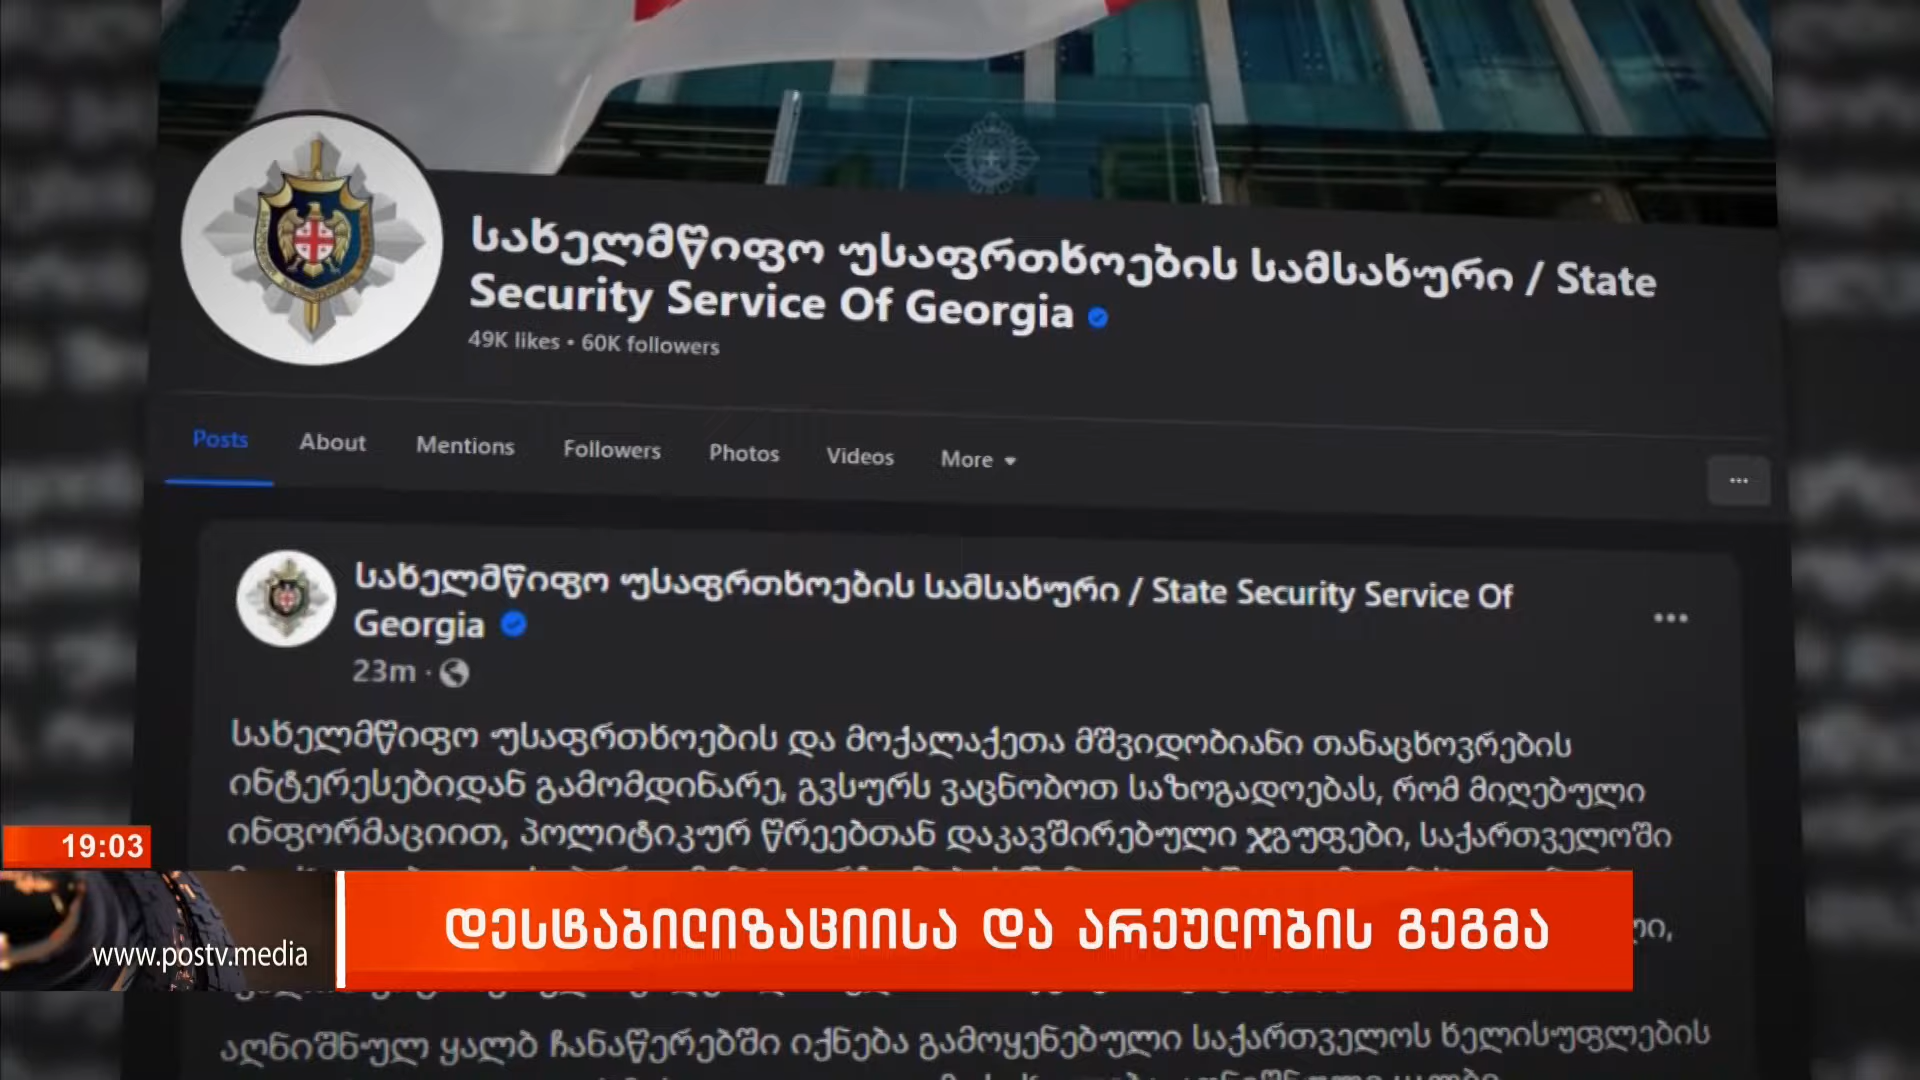 სახელმწიფო უსაფრთხოების სამსახური / State
Security Service Of Georgia
49K likes • 60K followers
Posts About Mentions Followers Photos Videos More
სახელმწიფო უსაფრთხოების სამსახური / State Security Service Of
Georgia
23m
სახელმწიფო უსაფრთხოების და მოქალაქეთა მშვიდობიანი თანაცხოვრების
ინტერესებიდან გამომდინარე, გვსურს ვაცნობოთ საზოგადოებას, რომ მიღებული
ინფორმაციით, პოლიტიკურ წრეებთან დაკავშირებული ჯგუფები, საქართველოში
19:03
www.postv.media
დესტაბილიზაციისა და არეულობის გეგმა
აღნიშნულ ყალბ ჩანაწერებში იქნება გამოყენებული საქართველოს ხელისუფლების